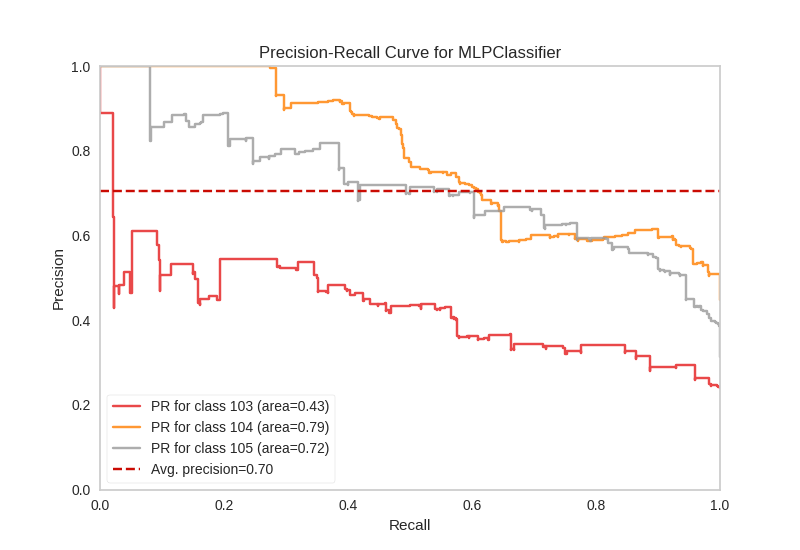 Precision-Recall Curve for MLPClassifier
1.0
0.8
0.6
0.4
0.2
0.0
Precision
PR for class 103 (area=0.43)
PR for class 104 (area=0.79)
PR for class 105 (area=0.72)
Avg. precision=0.70
0.0 0.2 0.4 0.6 0.8 1.0
Recall